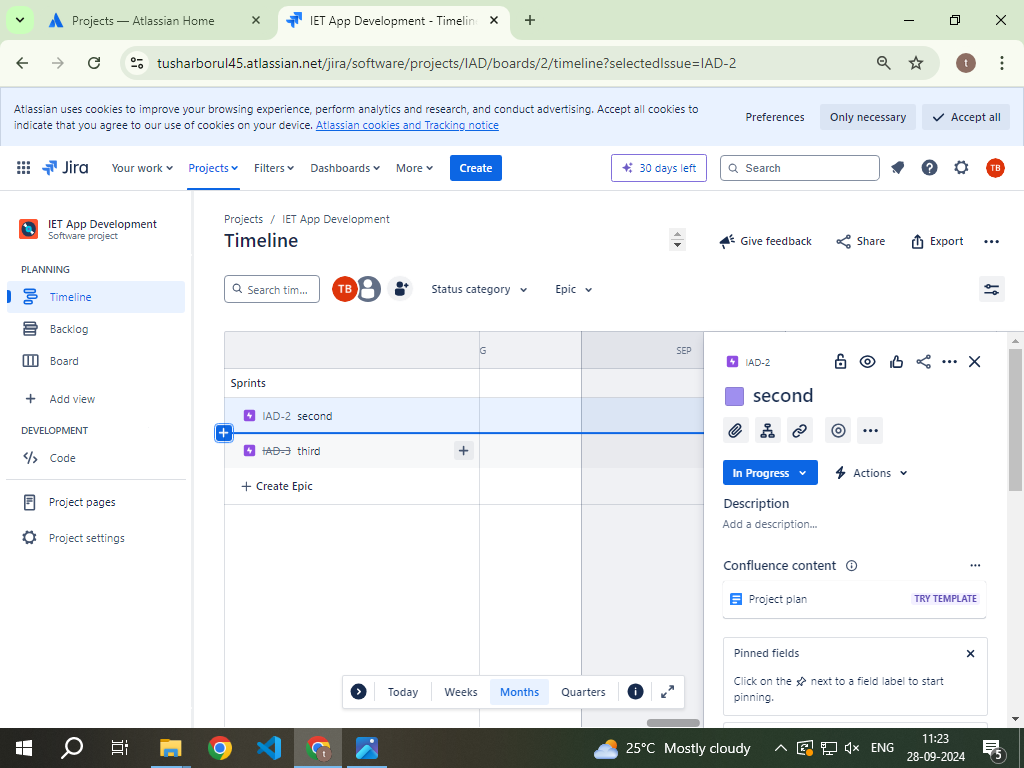 Projects — Atlassian Home
IET App Development - Timeline
tusharborul45.atlassian.net/jira/software/projects/IAD/boards/2/timeline?selectedIssue=IAD-2
t
Atlassian uses cookies to improve your browsing experience, perform analytics and research, and conduct advertising. Accept all cookies to
indicate that you agree to our use of cookies on your device. Atlassian cookies and Tracking notice
Preferences
Only necessary
Accept all
Jira
Your work
Projects
Filters
Dashboards
More
Create
30 days left
Search
TB
IET App Development
Software project
PLANNING
Timeline
Backlog
Board
Add view
DEVELOPMENT
Code
Project pages
Project settings
Projects / IET App Development
Timeline
Give feedback
Share
Export
Search tim...
TB
Status category
Epic
G
SEP
Sprints
IAD-2 second
IAD-3 third
Create Epic
Today
Weeks
Months
Quarters
IAD-2
second
In Progress
Actions
Description
Add a description...
Confluence content
Project plan
TRY TEMPLATE
Pinned fields
Click on the next to a field label to start
pinning.
t
25°C Mostly cloudy
ENG
11:23
28-09-2024
5